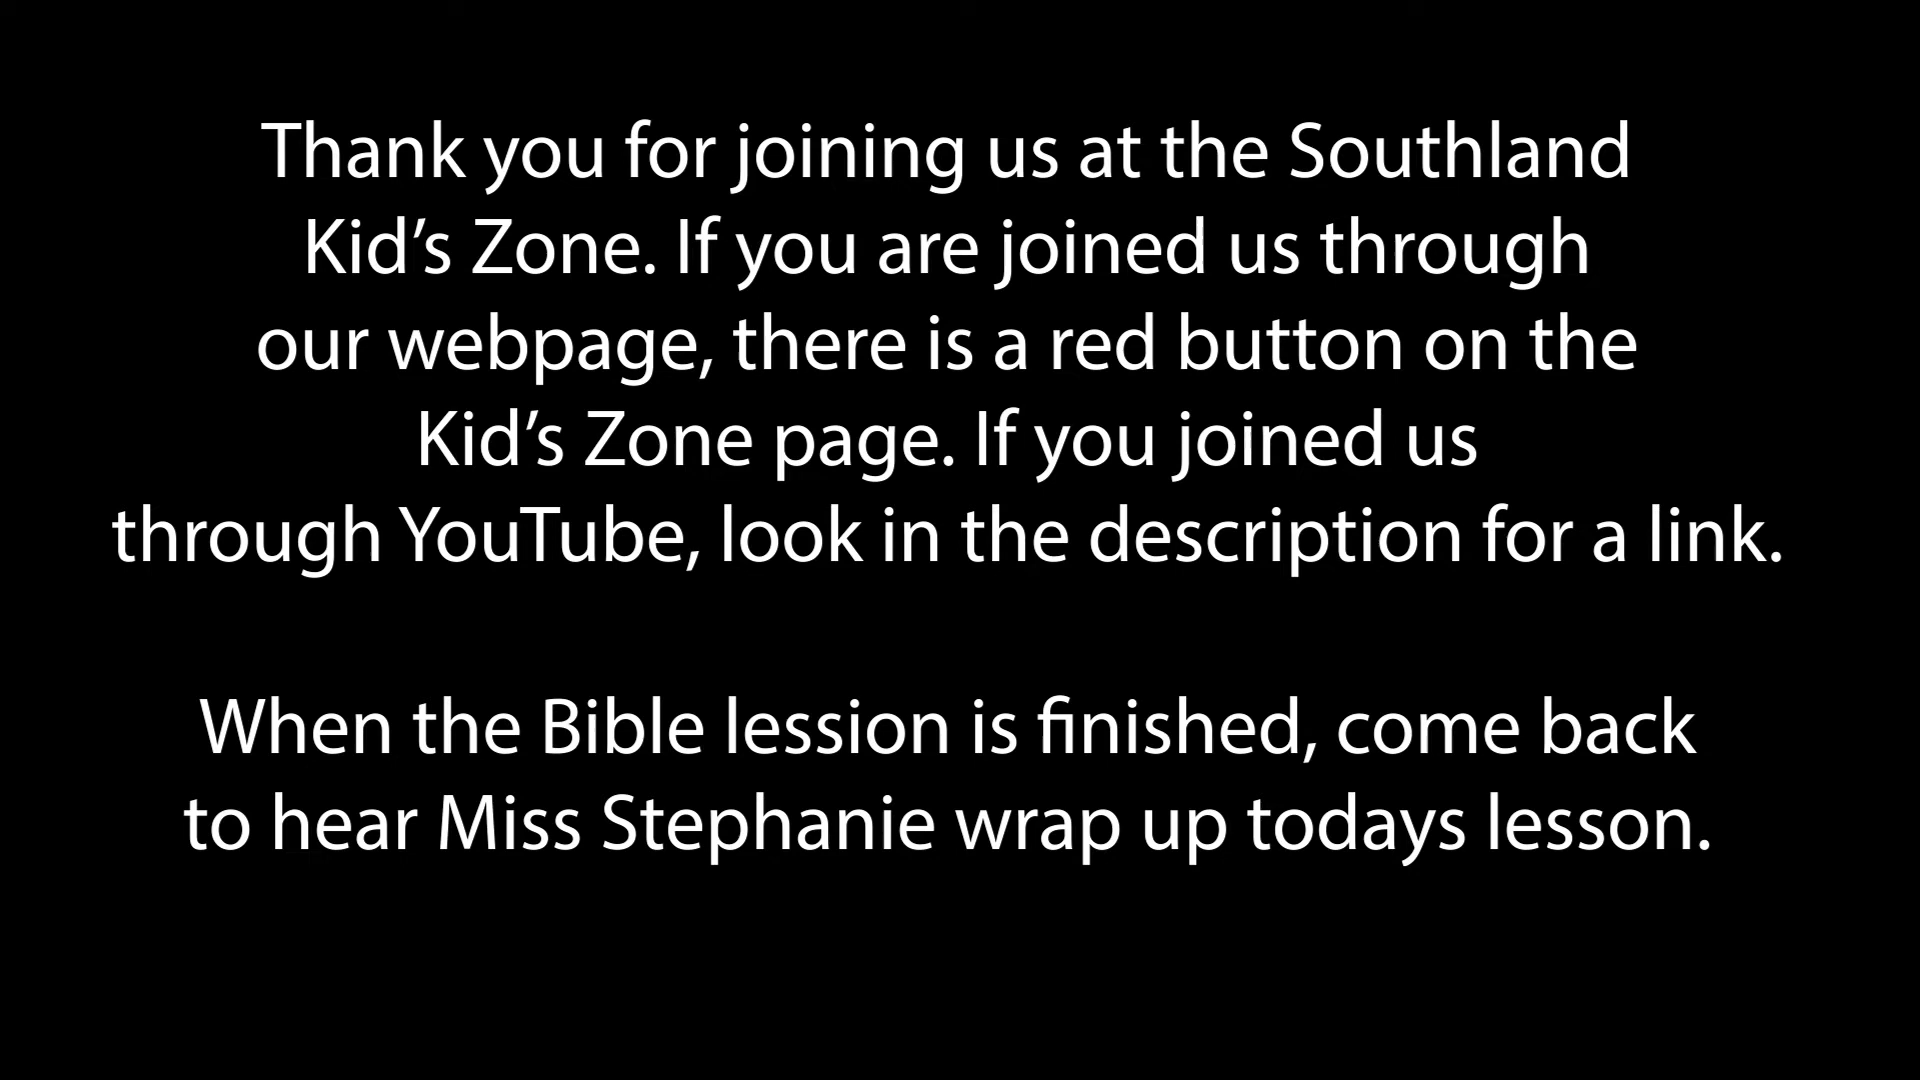 Thank you for joining us at the Southland
Kid’s Zone. If you are joined us through
our webpage, there is a red button on the
Kid’s Zone page. If you joined us
through YouTube, look in the description for a link.
When the Bible lession is finished, come back
to hear Miss Stephanie wrap up todays lesson.